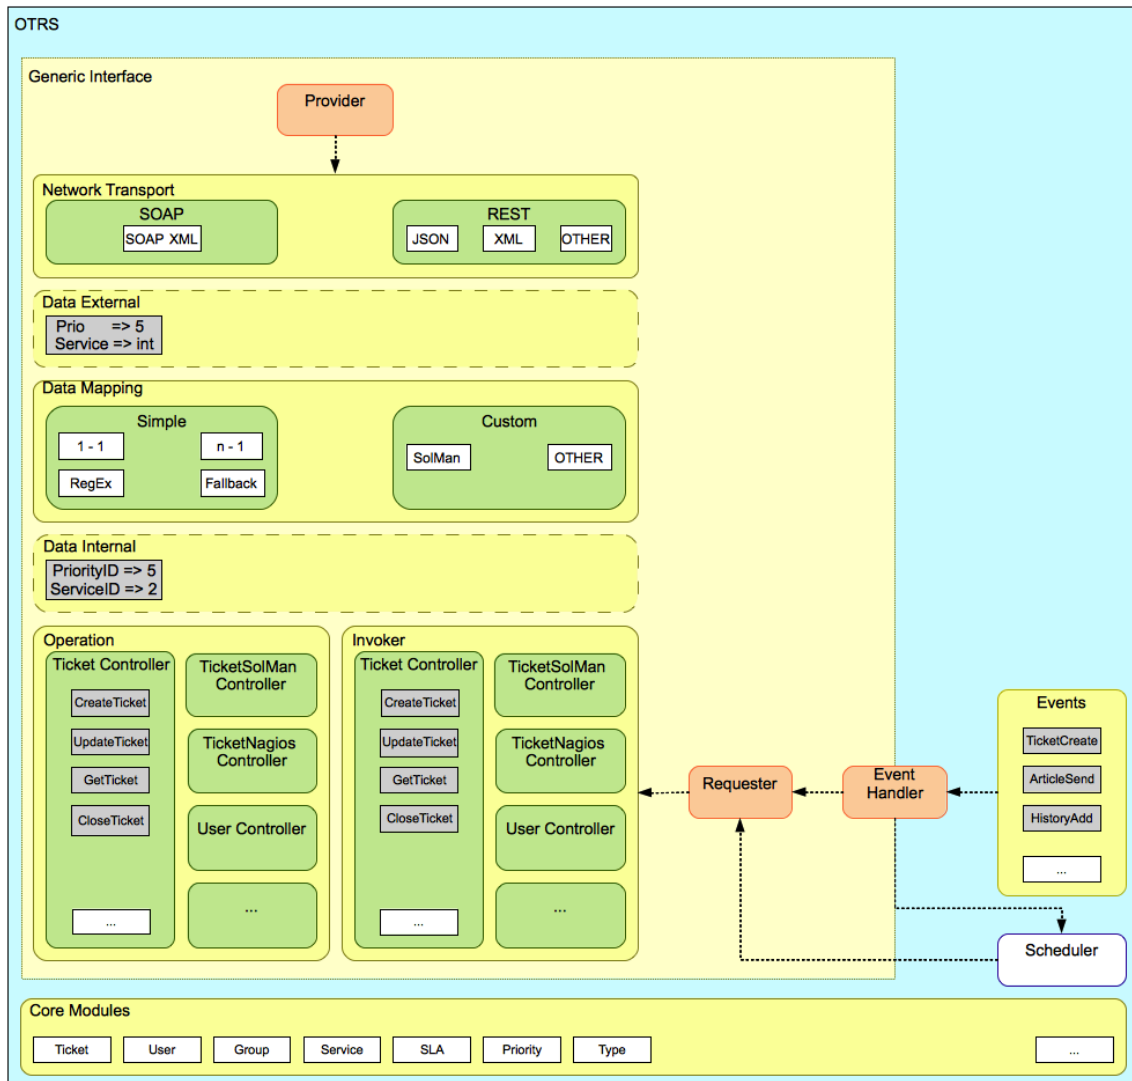 OTRS
Generic Interface
Provider
Network Transport
SOAP
SOAP XML
REST
JSON
XML
OTHER
Data External
Prio => 5
Service => int
Data Mapping
Simple
1 - 1
n - 1
RegEx
Fallback
Custom
SolMan
OTHER
Data Internal
PriorityID => 5
ServiceID => 2
Operation
Ticket Controller
CreateTicket
UpdateTicket
GetTicket
CloseTicket
...
TicketSolMan
Controller
TicketNagios
Controller
User Controller
...
Invoker
Ticket Controller
CreateTicket
UpdateTicket
GetTicket
CloseTicket
...
TicketSolMan
Controller
TicketNagios
Controller
User Controller
...
Requester
Event
Handler
Events
TicketCreate
ArticleSend
HistoryAdd
...
Scheduler
Core Modules
Ticket
User
Group
Service
SLA
Priority
Type
...